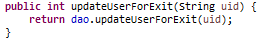 public int updateUserForExit(String uid) {
    return dao.updateUserForExit(uid);
}